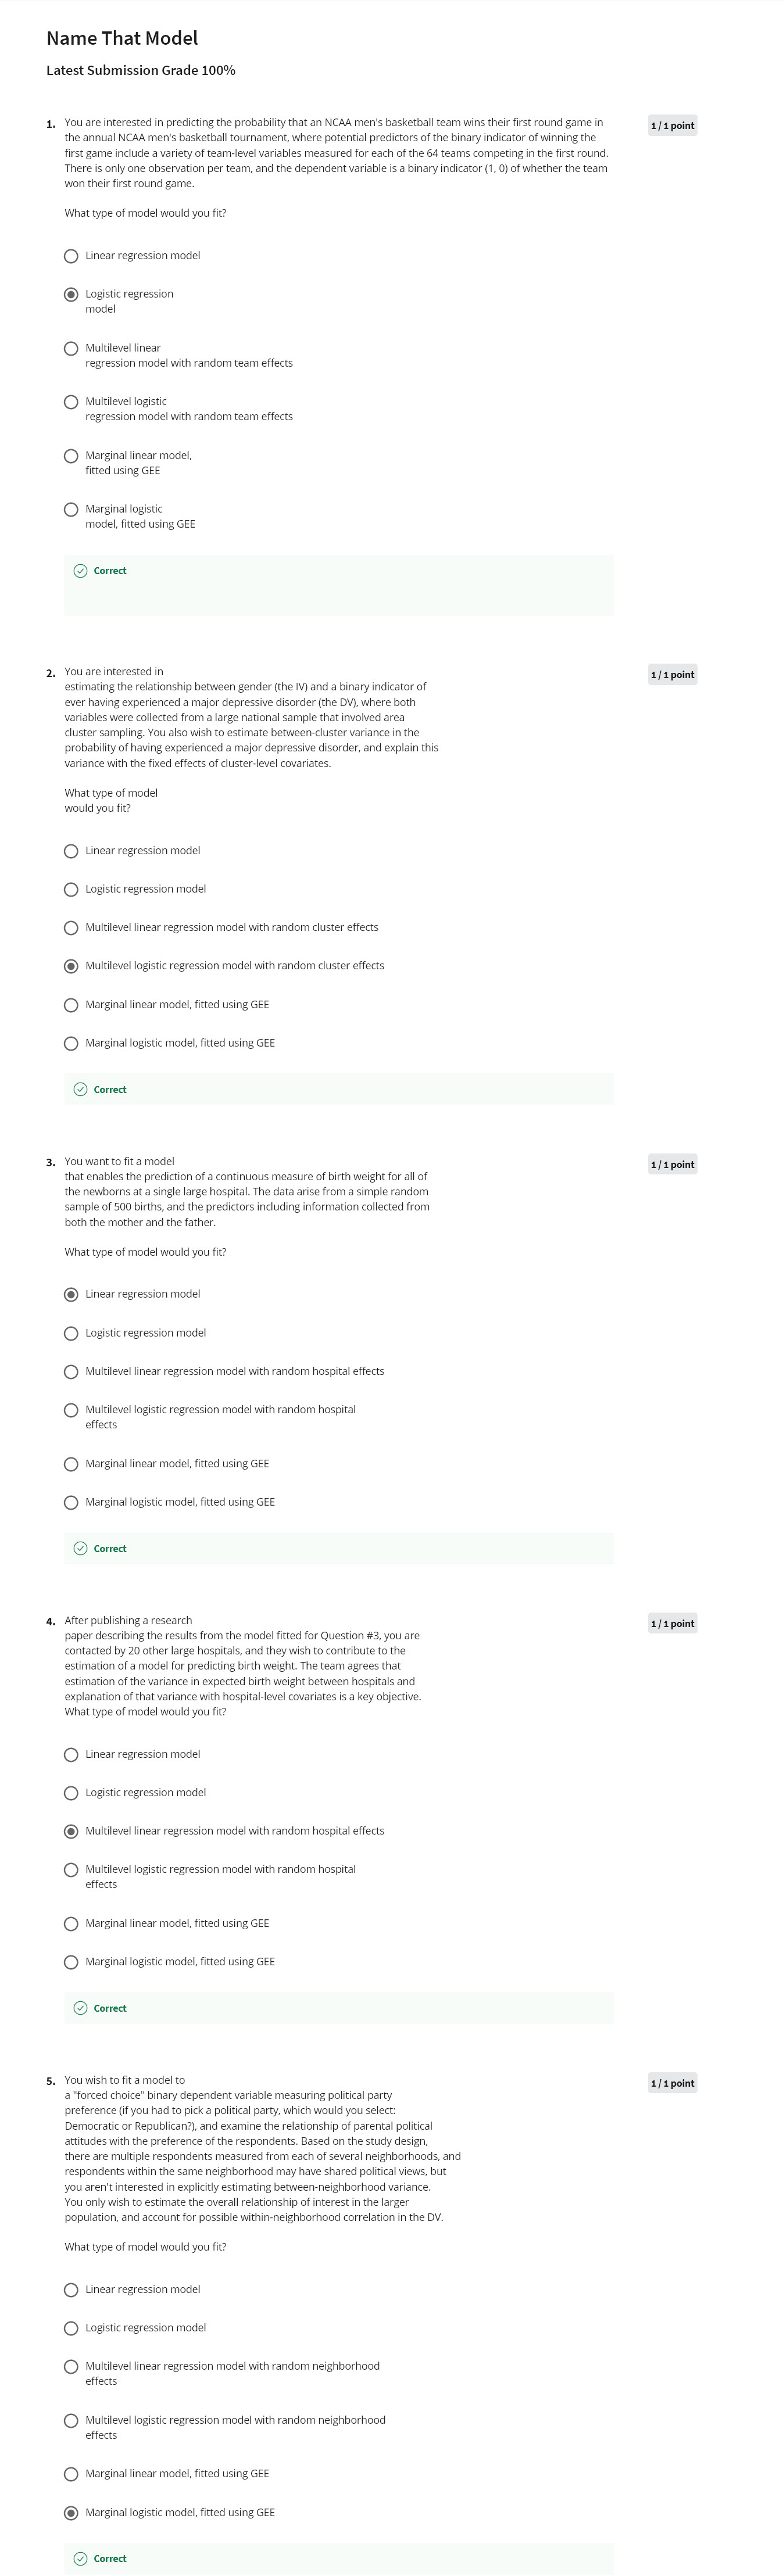 Name That Model
Latest Submission Grade 100%
1. You are interested in predicting the probability that an NCAA men's basketball team wins their first round game in
1 / 1 point
the annual NCAA men's basketball tournament, where potential predictors of the binary indicator of winning the
first game include a variety of team-level variables measured for each of the 64 teams competing in the first round.
There is only one observation per team, and the dependent variable is a binary indicator (1, 0) of whether the team
won their first round game.
What type of model would you fit?
Linear regression model
Logistic regression
model
Multilevel linear
regression model with random team effects
Multilevel logistic
regression model with random team effects
Marginal linear model,
fitted using GEE
Marginal logistic
model, fitted using GEE
Correct
2. You are interested in
1 / 1 point
estimating the relationship between gender (the IV) and a binary indicator of
ever having experienced a major depressive disorder (the DV), where both
variables were collected from a large national sample that involved area
cluster sampling. You also wish to estimate between-cluster variance in the
probability of having experienced a major depressive disorder, and explain this
variance with the fixed effects of cluster-level covariates.
What type of model
would you fit?
Linear regression model
Logistic regression model
Multilevel linear regression model with random cluster effects
Multilevel logistic regression model with random cluster effects
Marginal linear model, fitted using GEE
Marginal logistic model, fitted using GEE
Correct
3. You want to fit a model
1 / 1 point
that enables the prediction of a continuous measure of birth weight for all of
the newborns at a single large hospital. The data arise from a simple random
sample of 500 births, and the predictors including information collected from
both the mother and the father.
What type of model would you fit?
Linear regression model
Logistic regression model
Multilevel linear regression model with random hospital effects
Multilevel logistic regression model with random hospital
effects
Marginal linear model, fitted using GEE
Marginal logistic model, fitted using GEE
Correct
4. After publishing a research
1 / 1 point
paper describing the results from the model fitted for Question #3, you are
contacted by 20 other large hospitals, and they wish to contribute to the
estimation of a model for predicting birth weight. The team agrees that
estimation of the variance in expected birth weight between hospitals and
explanation of that variance with hospital-level covariates is a key objective.
What type of model would you fit?
Linear regression model
Logistic regression model
Multilevel linear regression model with random hospital effects
Multilevel logistic regression model with random hospital
effects
Marginal linear model, fitted using GEE
Marginal logistic model, fitted using GEE
Correct
5. You wish to fit a model to
1 / 1 point
a "forced choice" binary dependent variable measuring political party
preference (if you had to pick a political party, which would you select:
Democratic or Republican?), and examine the relationship of parental political
attitudes with the preference of the respondents. Based on the study design,
there are multiple respondents measured from each of several neighborhoods, and
respondents within the same neighborhood may have shared political views, but
you aren't interested in explicitly estimating between-neighborhood variance.
You only wish to estimate the overall relationship of interest in the larger
population, and account for possible within-neighborhood correlation in the DV.
What type of model would you fit?
Linear regression model
Logistic regression model
Multilevel linear regression model with random neighborhood
effects
Multilevel logistic regression model with random neighborhood
effects
Marginal linear model, fitted using GEE
Marginal logistic model, fitted using GEE
Correct